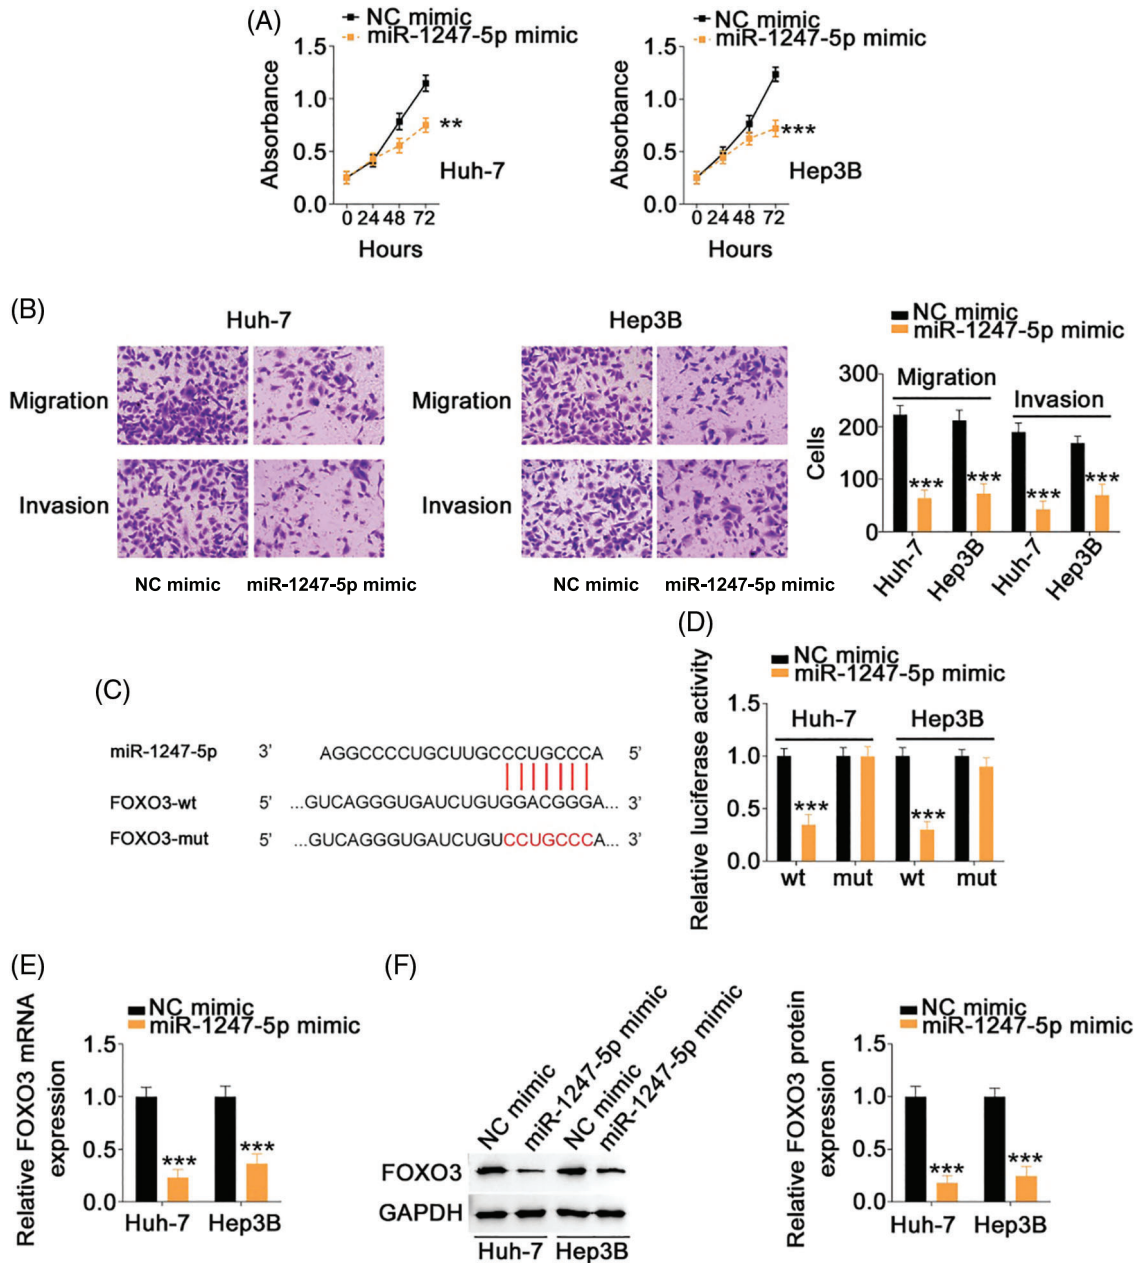 (A)
NC mimic
miR-1247-5p mimic
1.5
1.0
0.5
0.0
Absorbance
** 
Huh-7
0 24 48 72
Hours
NC mimic
miR-1247-5p mimic
1.5
1.0
0.5
0.0
Absorbance
***
Hep3B
0 24 48 72
Hours
(B)
Huh-7
Hep3B
Migration
Invasion
NC mimic miR-1247-5p mimic
Migration
Invasion
NC mimic miR-1247-5p mimic
NC mimic
miR-1247-5p mimic
300
200
100
0
Cells
Migration
Invasion
*** *** *** ***
Huh-7 Hep3B Huh-7 Hep3B
(C)
miR-1247-5p 3’ AGGCCCCUGCUUGCCCUGCCCA 5’
FOXO3-wt 5’ ...GUCAGGGUGAUCUGUGGACGGGA... 3’
FOXO3-mut 5’ ...GUCAGGGUGAUCUGUCCUGCCCA... 3’
(D)
NC mimic
miR-1247-5p mimic
Relative luciferase activity
1.5
1.0
0.5
0.0
Huh-7 Hep3B
*** ***
wt mut wt mut
(E)
NC mimic
miR-1247-5p mimic
Relative FOXO3 mRNA
expression
1.5
1.0
0.5
0.0
*** ***
Huh-7 Hep3B
(F)
NC mimic
miR-1247-5p mimic
NC mimic
miR-1247-5p mimic
FOXO3
GAPDH
Huh-7 Hep3B
NC mimic
miR-1247-5p mimic
Relative FOXO3 protein
expression
1.5
1.0
0.5
0.0
*** ***
Huh-7 Hep3B